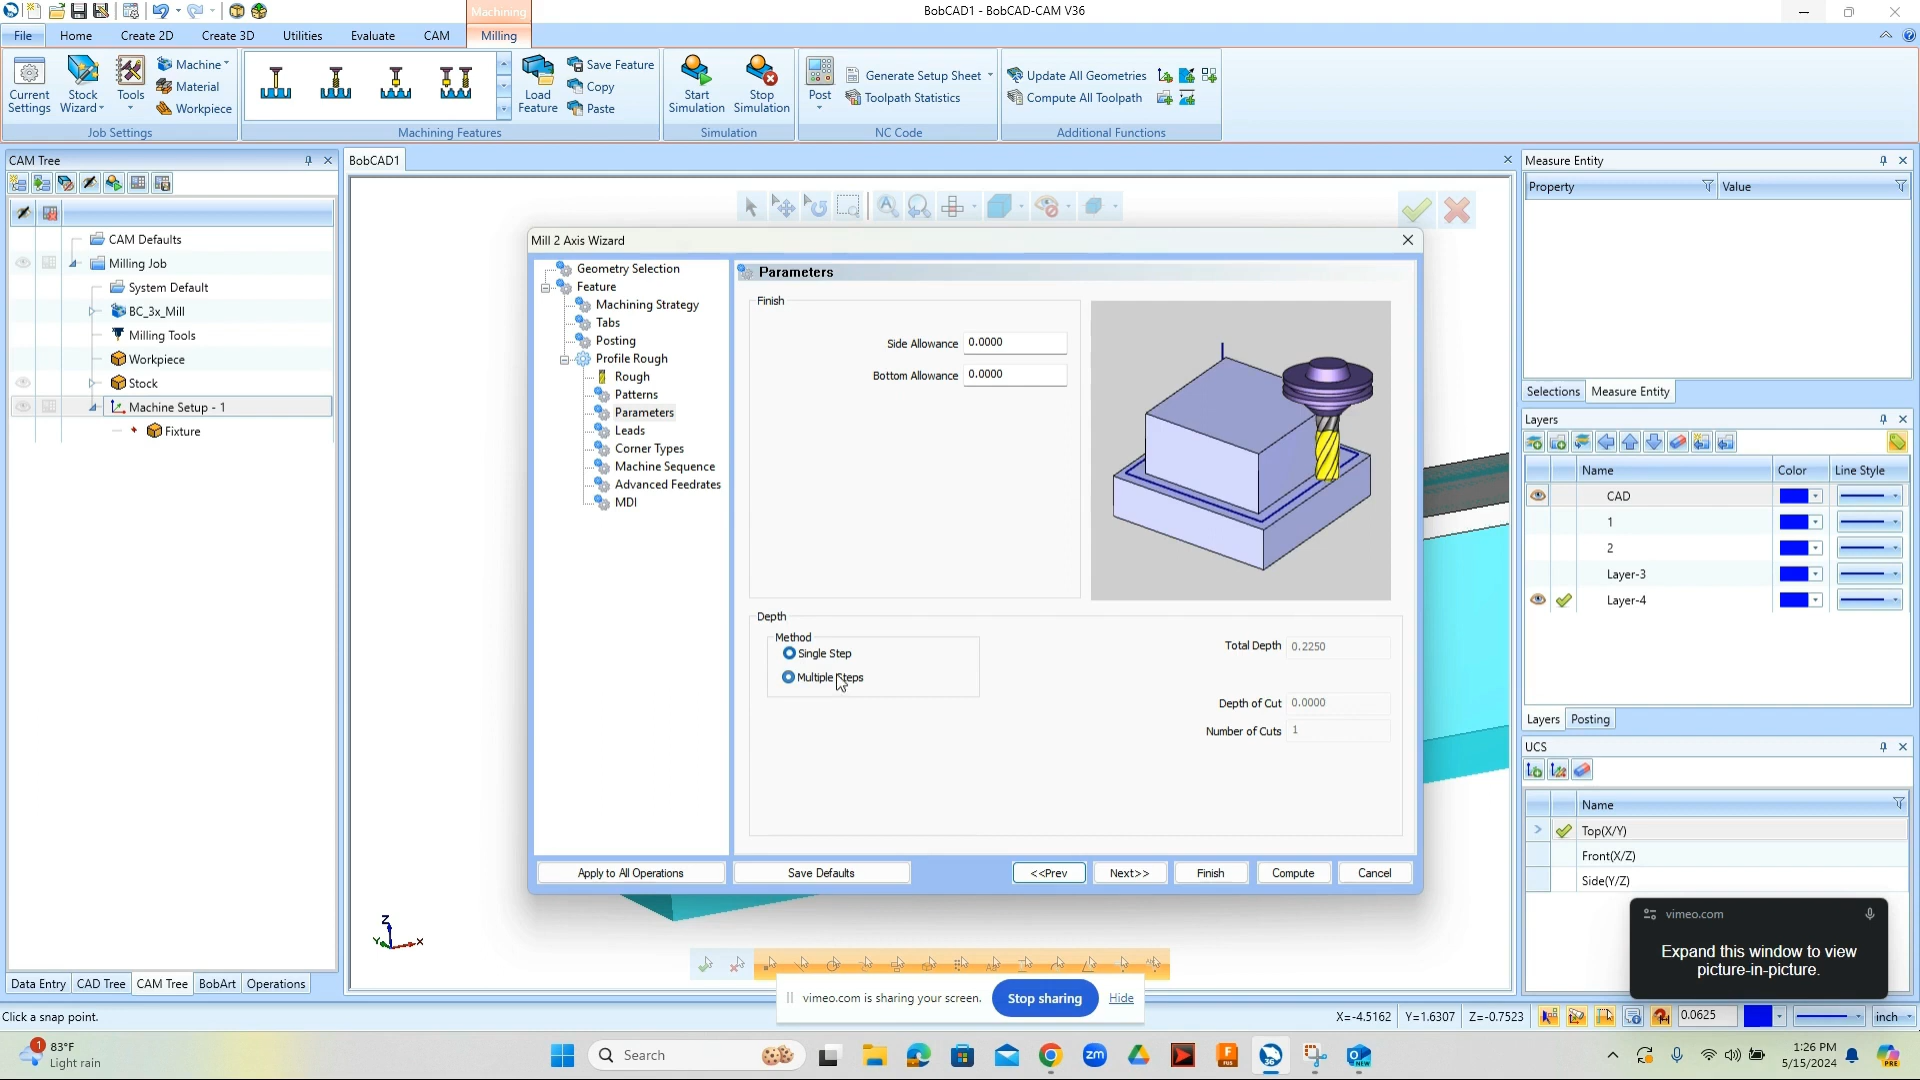 Machining
BobCAD1 - BobCAD-CAM V36
File
Home
Create 2D
Create 3D
Utilities
Evaluate
CAM
Milling
Current Settings
Stock Wizard
Tools
Machine
Material
Workpiece
Load Feature
Save Feature
Copy
Paste
Start Simulation
Stop Simulation
Post
Generate Setup Sheet
Toolpath Statistics
Update All Geometries
Compute All Toolpath
Job Settings
Machining Features
Simulation
NC Code
Additional Functions
CAM Tree
BobCAD1
CAM Defaults
Milling Job
System Default
BC_3x_Mill
Milling Tools
Workpiece
Stock
Machine Setup - 1
Fixture
Data Entry
CAD Tree
CAM Tree
BobArt
Operations
Mill 2 Axis Wizard
Geometry Selection
Feature
Machining Strategy
Tabs
Posting
Profile Rough
Rough
Patterns
Parameters
Leads
Corner Types
Machine Sequence
Advanced Feedrates
MDI
Parameters
Finish
Side Allowance 0.0000
Bottom Allowance 0.0000
Depth
Method
Single Step
Multiple Steps
Total Depth 0.2250
Depth of Cut 0.0000
Number of Cuts 1
Apply to All Operations
Save Defaults
<<Prev
Next>>
Finish
Compute
Cancel
Z
Y
X
Measure Entity
Property
Value
Selections
Measure Entity
Layers
Name
Color
Line Style
CAD
1
2
Layer-3
Layer-4
Layers
Posting
UCS
Name
Top(X/Y)
Front(X/Z)
Side(Y/Z)
vimeo.com
Expand this window to view
picture-in-picture.
vimeo.com is sharing your screen.
Stop sharing
Hide
Click a snap point.
X=-4.5162
Y=1.6307
Z=-0.7523
0.0625
inch
1
83°F
Light rain
Search
zm
FUS
36
NEW
1:26 PM
5/15/2024
PRE